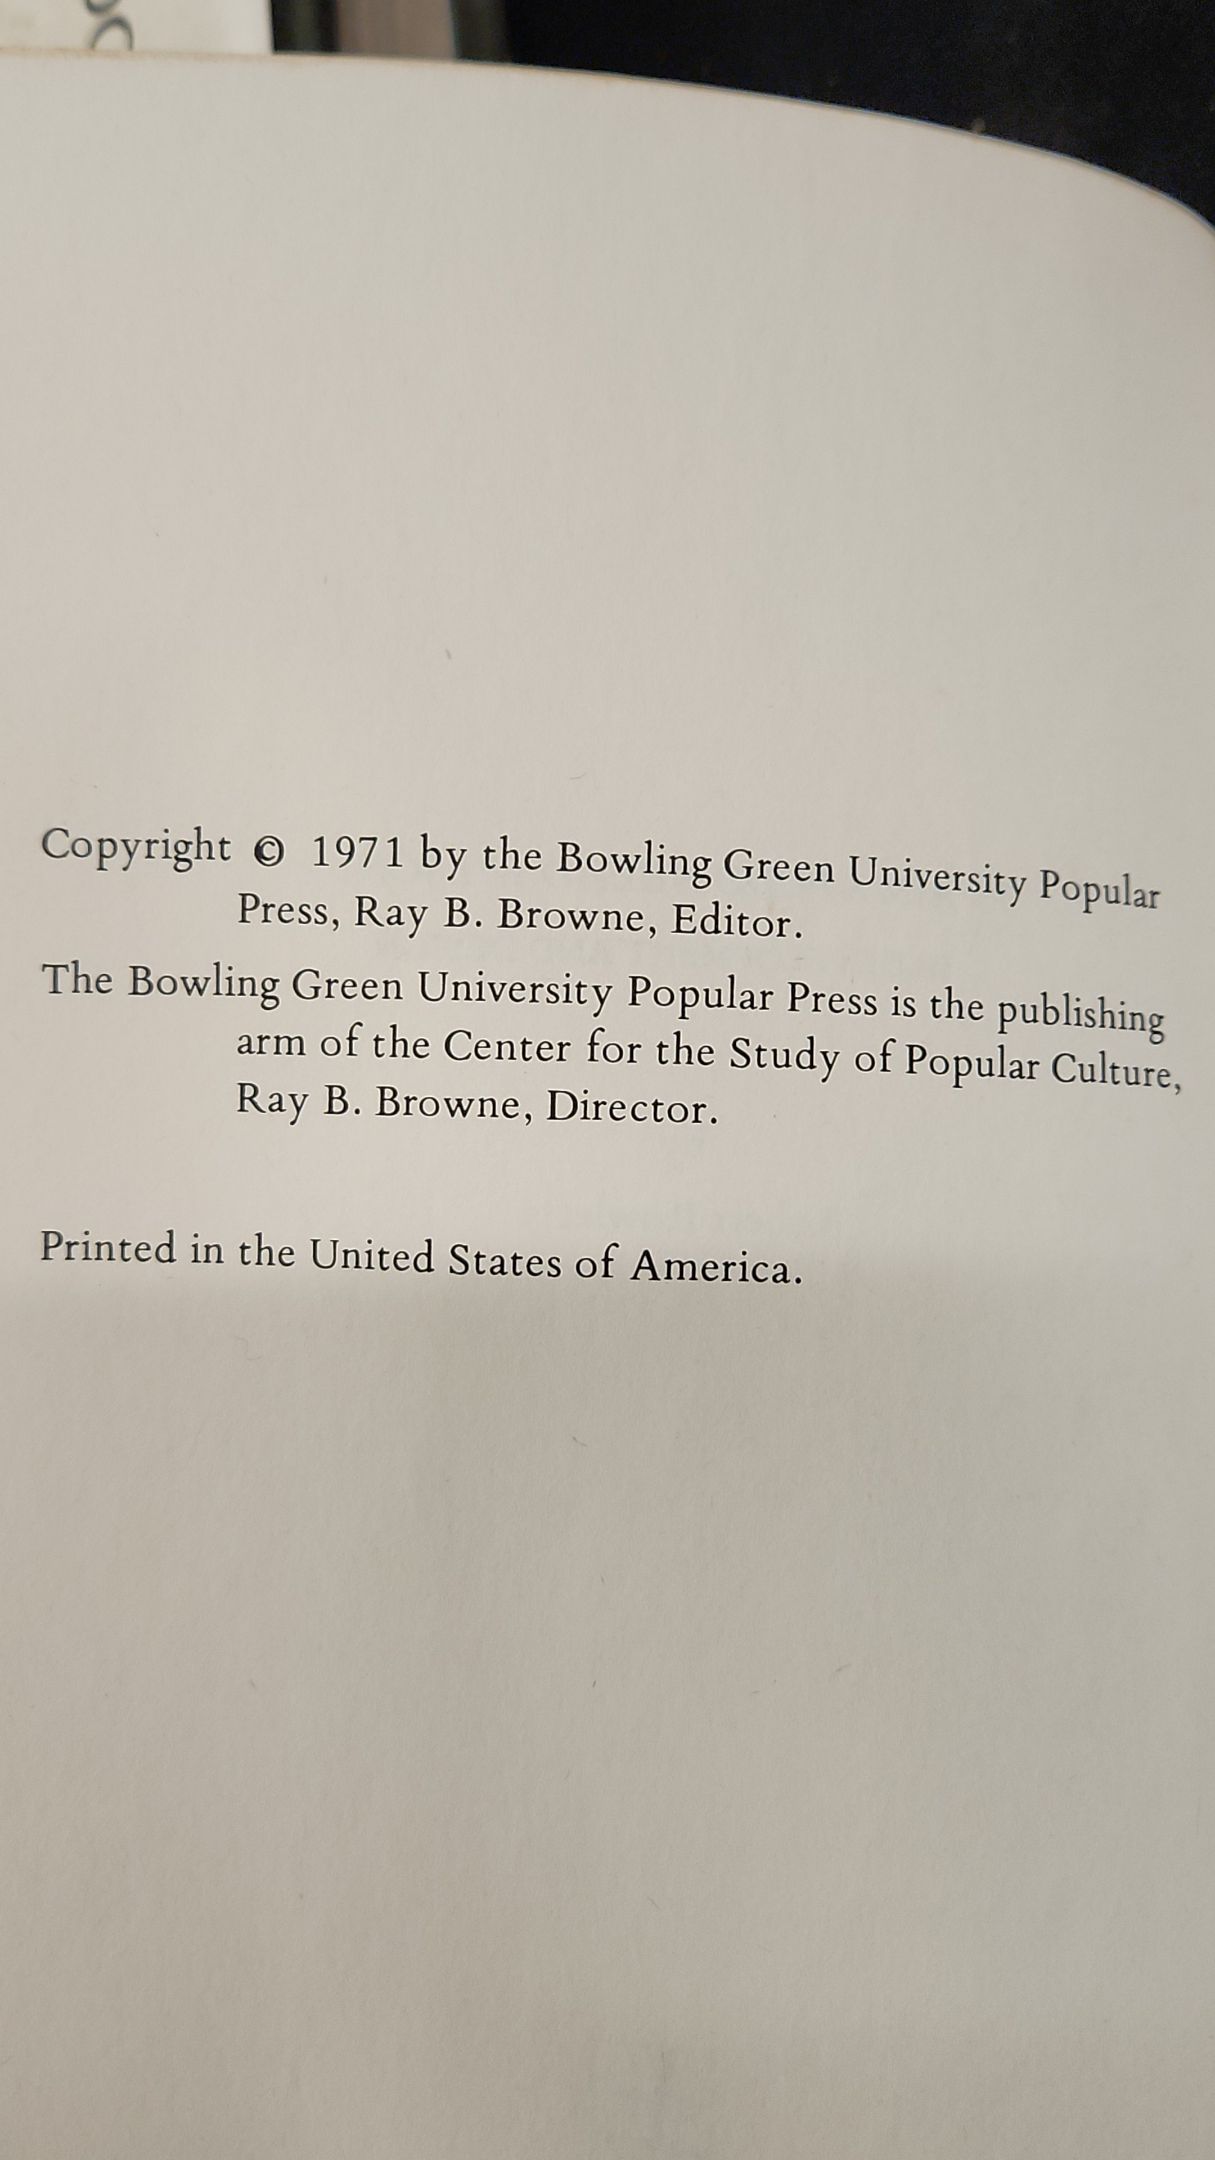 Copyright © 1971 by the Bowling Green University Popular
Press, Ray B. Browne, Editor.
The Bowling Green University Popular Press is the publishing
arm of the Center for the Study of Popular Culture,
Ray B. Browne, Director.
Printed in the United States of America.